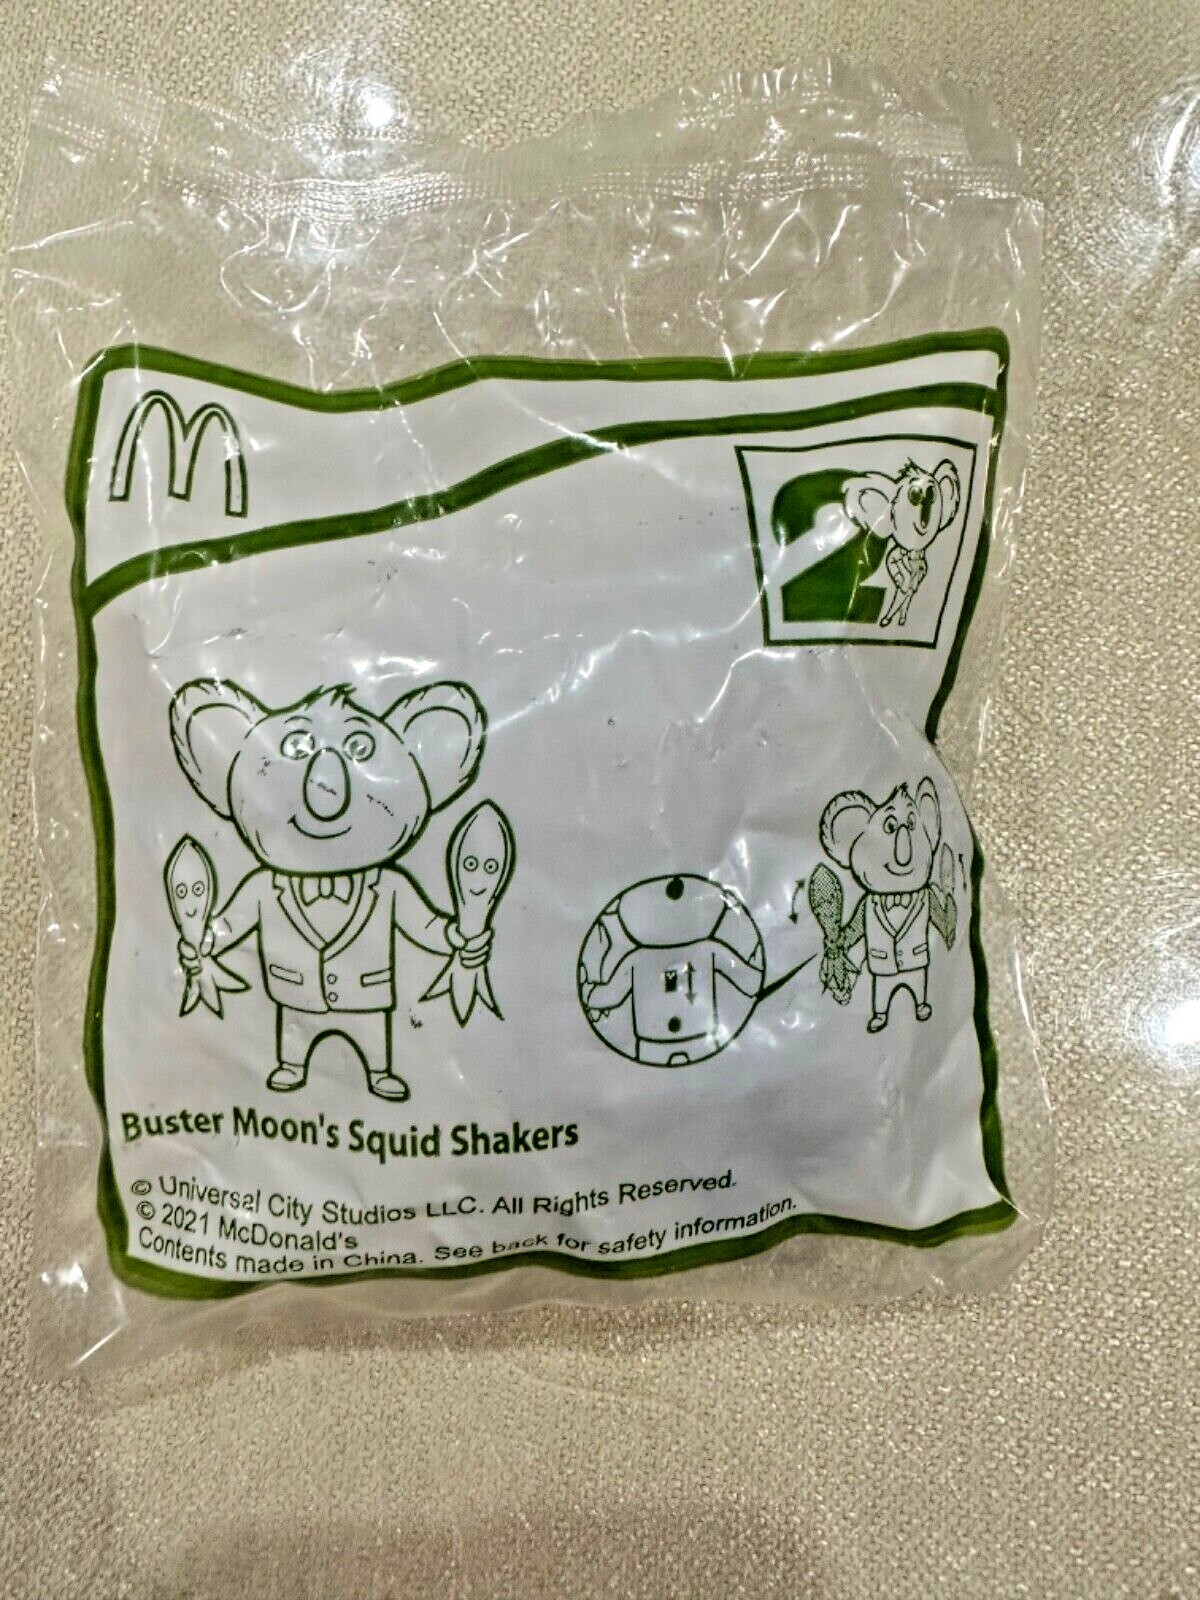 M
2
Buster Moon's Squid Shakers
© Universal City Studios LLC. All Rights Reserved.
© 2021 McDonald's
Contents made in China. See back for safety information.